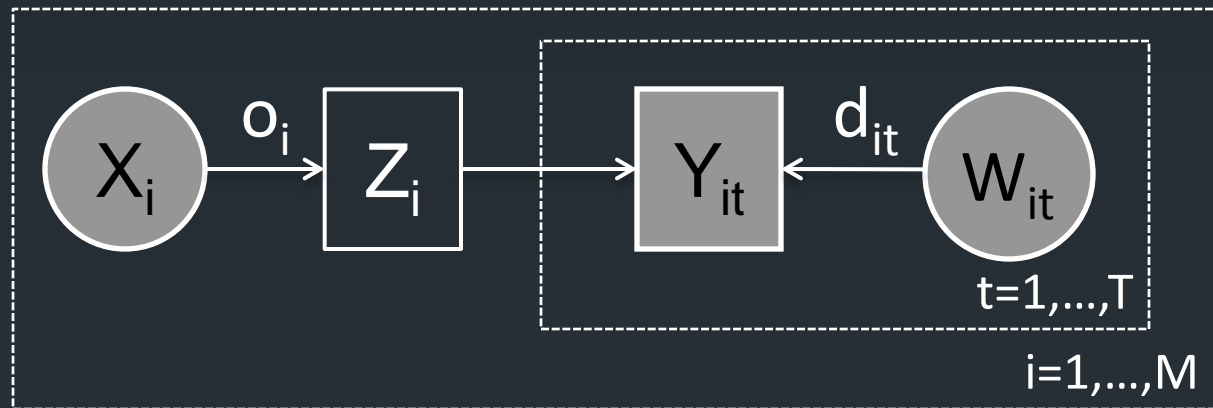 X_i o_i Z_i Y_it d_it W_it
t=1,...,T
i=1,...,M